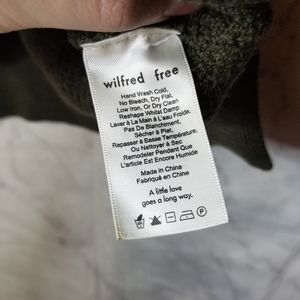 wilfred free
Hand Wash Cold,
No Bleach, Dry Flat,
Low Iron, Or Dry Clean
Reshape Whilst Damp
Laver à La Main à L'eau Froide,
Pas De Blanchiment,
Sécher à Plat,
Repasser à Basse Température,
Ou Nettoyer à Sec
Remodeler Pendant Que
L'article Est Encore Humide
Made in China
Fabriqué en Chine
A little love
goes a long way.
P